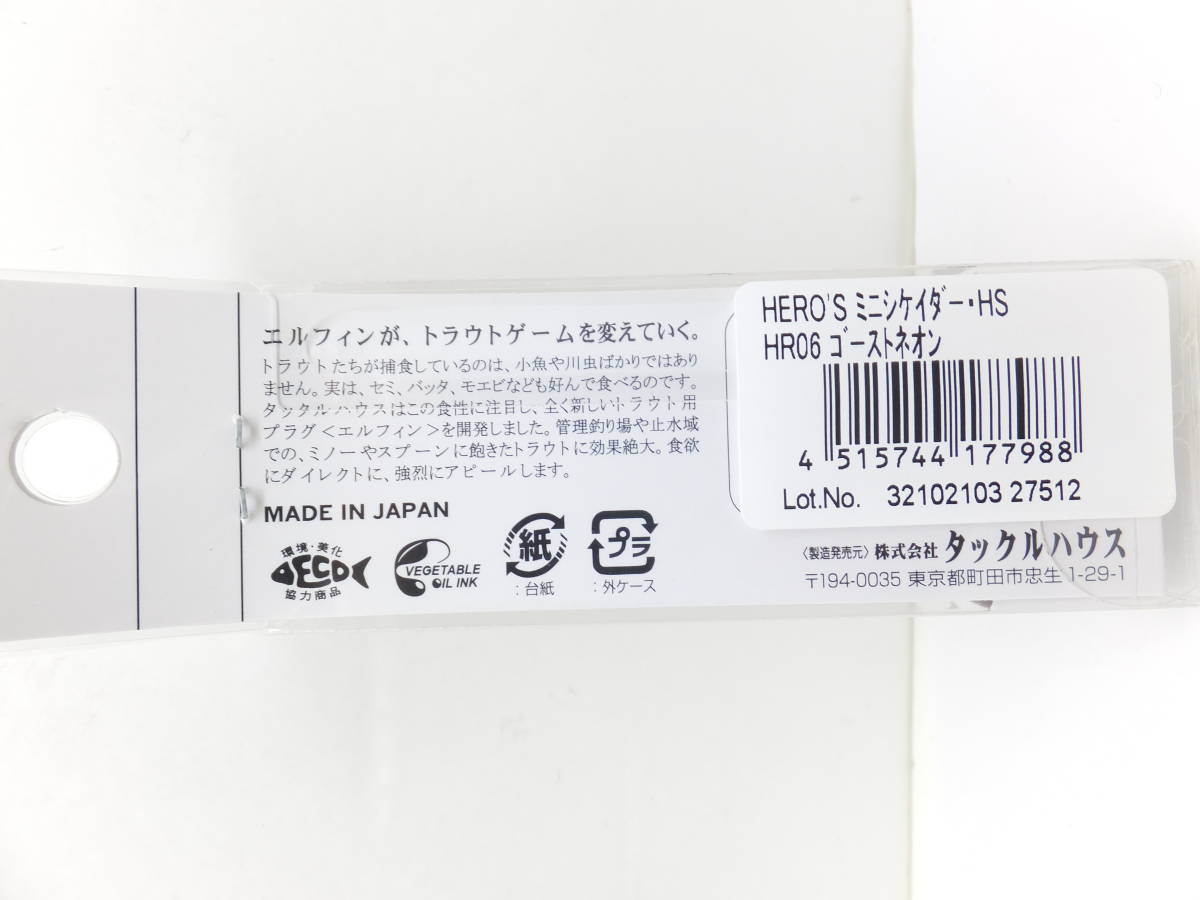 エルフィンが、トラウトゲームを変えていく。
トラウトたちが捕食しているのは、小魚や川虫ばかりではあり
ません。実は、セミ、バッタ、モエビなども好んで食べるのです。
タックルハウスはこの食性に注目し、全く新しいトラウト用
プラグ＜エルフィン＞を開発しました。管理釣り場や止水域
での、ミノーやスプーンに飽きたトラウトに効果絶大。食欲
にダイレクトに、強烈にアピールします。
MADE IN JAPAN
環境・美化
ECO
協力商品
VEGETABLE
OIL INK
紙
：台紙
プラ
：外ケース
HERO'S ﾐﾆｼｹｲﾀﾞｰ･HS
HR06 ｺﾞｰｽﾄﾈｵﾝ
4 515744 177988
Lot.No. 32102103 27512
〈製造発売元〉株式会社 タックルハウス
〒194-0035 東京都町田市忠生1-29-1